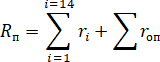 Rп = ∑_{i=1}^{i=14} ri + ∑ rоп